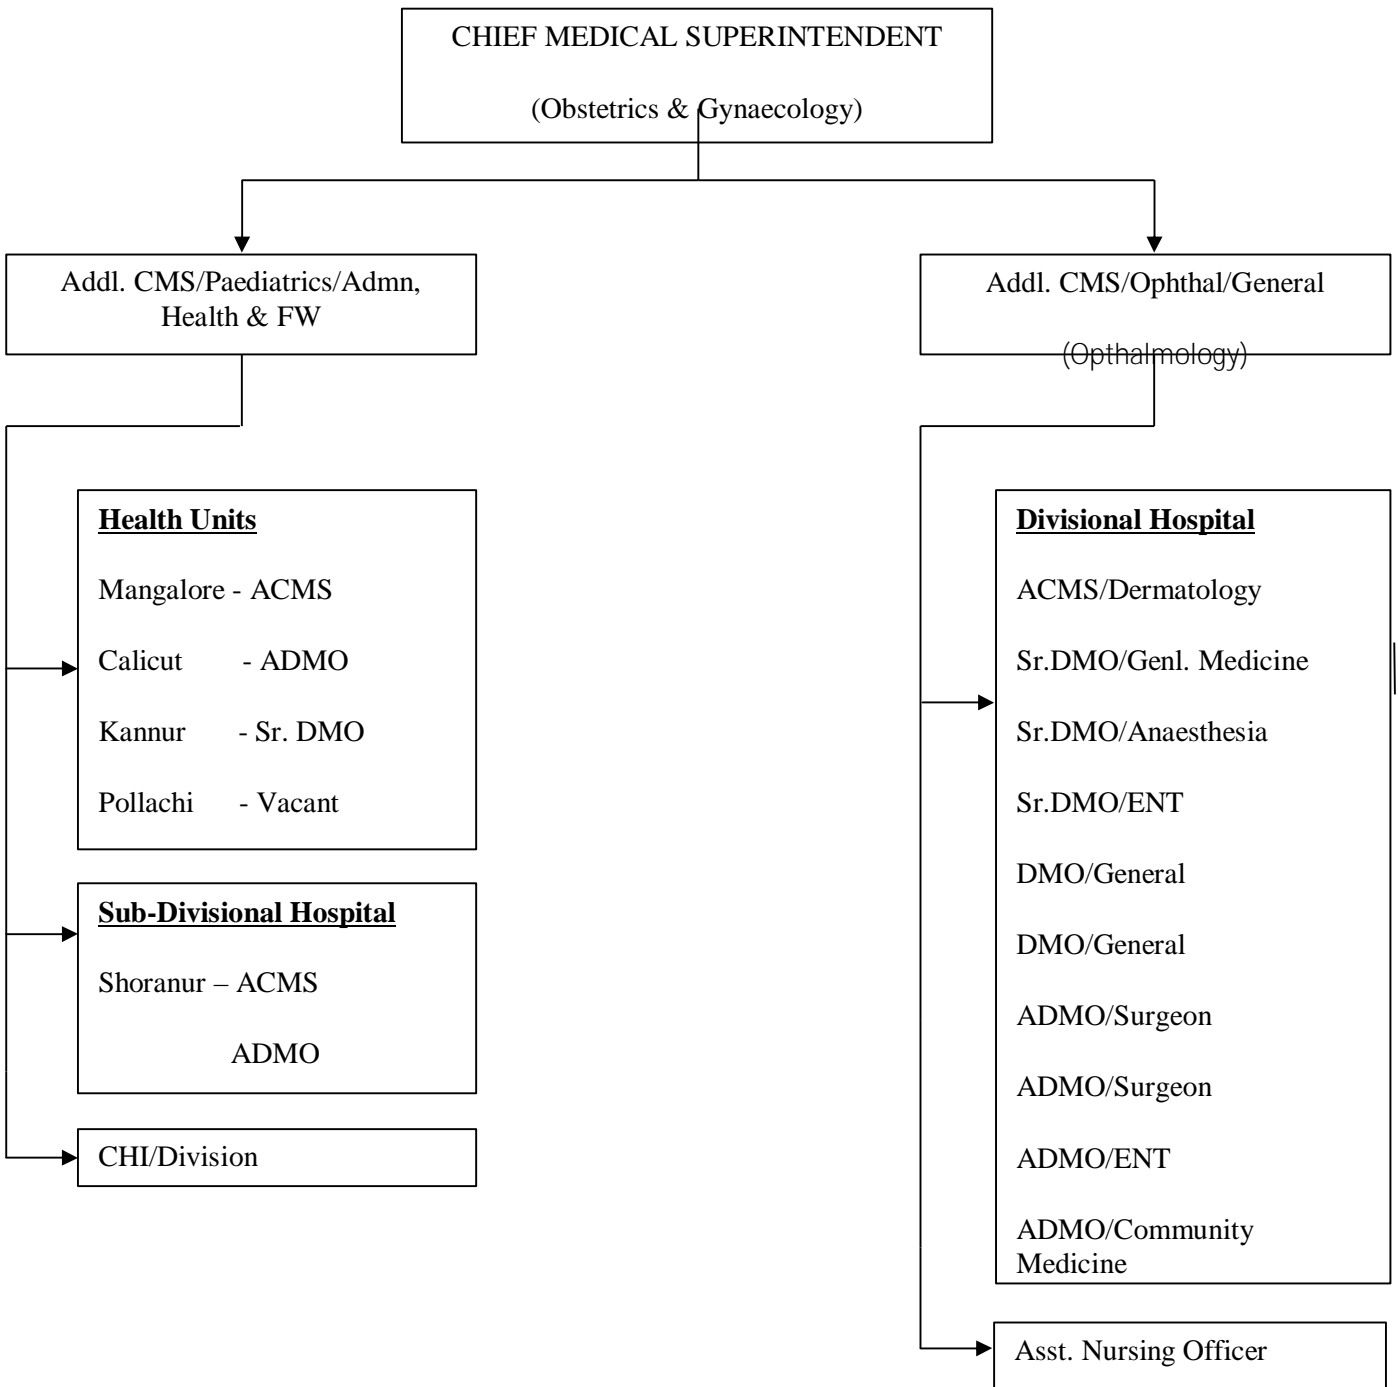 CHIEF MEDICAL SUPERINTENDENT
(Obstetrics & Gynaecology)
Addl. CMS/Paediatrics/Admn,
Health & FW
Addl. CMS/Ophthal/General
(Opthalmology)
Health Units
Mangalore - ACMS
Calicut - ADMO
Kannur - Sr. DMO
Pollachi - Vacant
Sub-Divisional Hospital
Shoranur – ACMS
ADMO
CHI/Division
Divisional Hospital
ACMS/Dermatology
Sr.DMO/Genl. Medicine
Sr.DMO/Anaesthesia
Sr.DMO/ENT
DMO/General
DMO/General
ADMO/Surgeon
ADMO/Surgeon
ADMO/ENT
ADMO/Community
Medicine
Asst. Nursing Officer